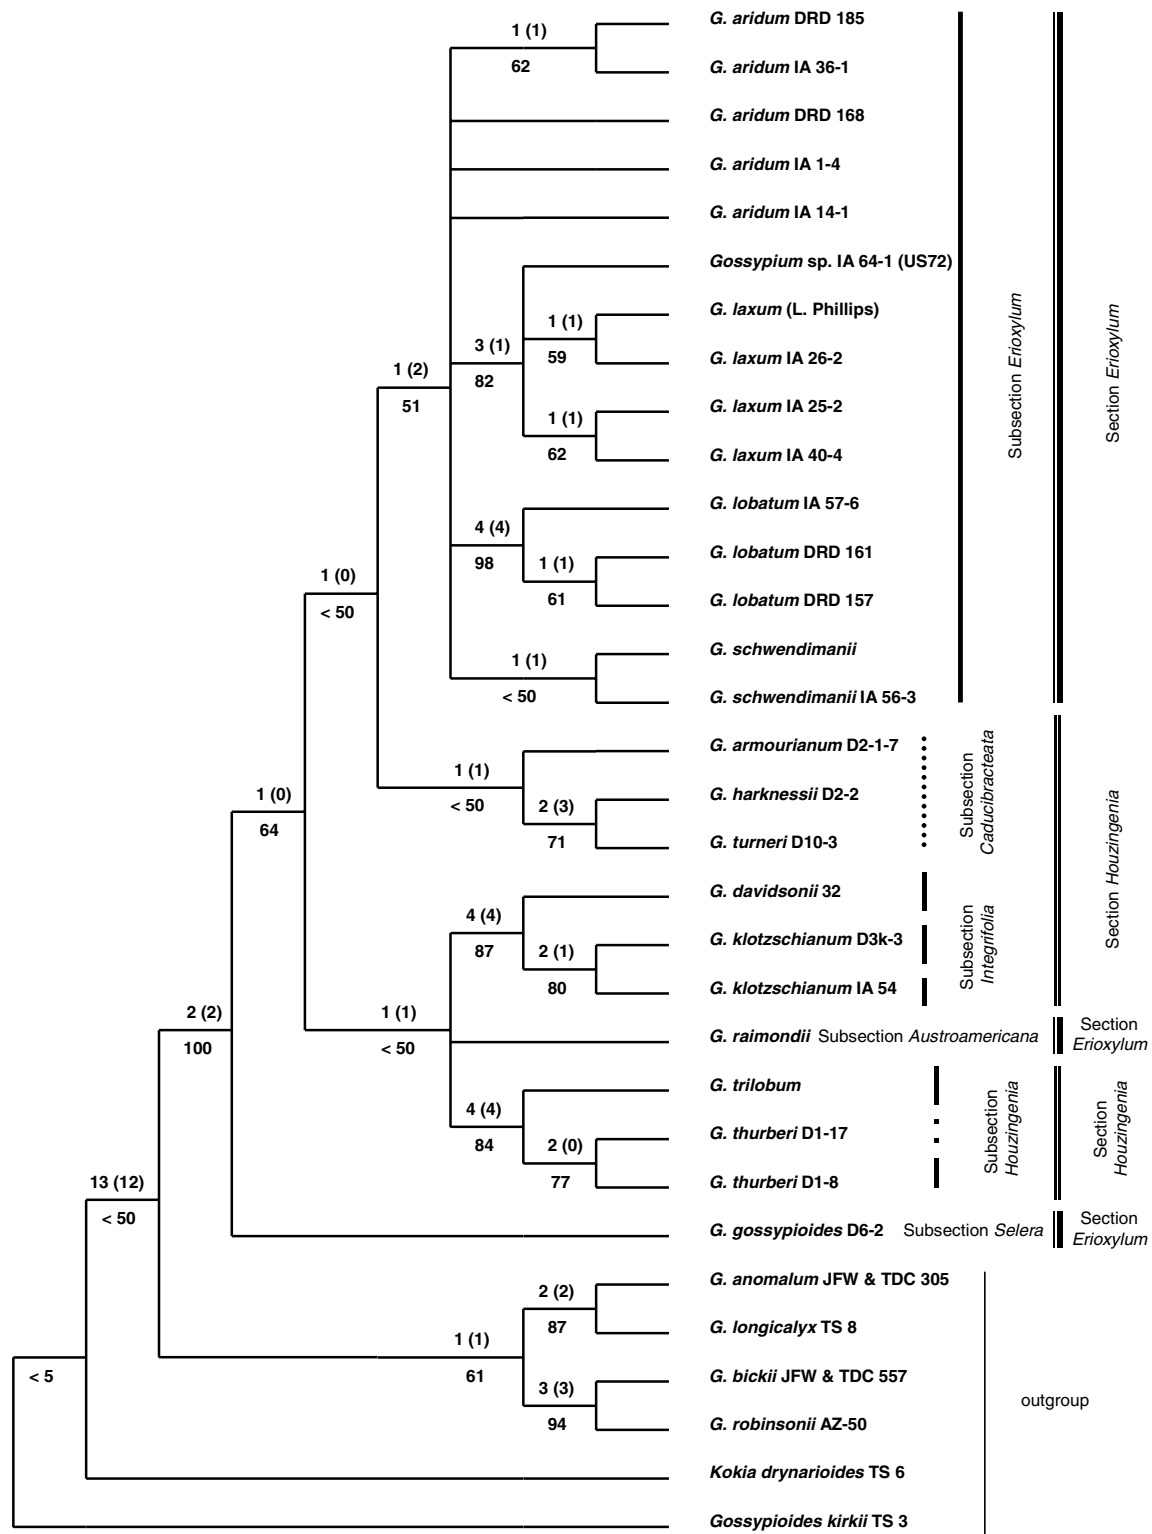 1 (1)
62
G. aridum DRD 185
G. aridum IA 36-1
G. aridum DRD 168
G. aridum IA 1-4
G. aridum IA 14-1
Gossypium sp. IA 64-1 (US72)
G. laxum (L. Phillips)
1 (1)
59
G. laxum IA 26-2
3 (1)
82
G. laxum IA 25-2
1 (1)
62
G. laxum IA 40-4
1 (2)
51
G. lobatum IA 57-6
4 (4)
98
G. lobatum DRD 161
1 (1)
61
G. lobatum DRD 157
1 (0)
< 50
G. schwendimanii
1 (1)
< 50
G. schwendimanii IA 56-3
Subsection Erioxylum
Section Erioxylum
G. armourianum D2-1-7
1 (1)
< 50
G. harknessii D2-2
2 (3)
71
G. turneri D10-3
Subsection
Caducibracteata
1 (0)
64
G. davidsonii 32
4 (4)
87
G. klotzschianum D3k-3
2 (1)
80
G. klotzschianum IA 54
Subsection
Integrifolia
Section Houzingenia
2 (2)
100
1 (1)
< 50
G. raimondii Subsection Austroamericana
Section
Erioxylum
G. trilobum
4 (4)
84
G. thurberi D1-17
2 (0)
77
G. thurberi D1-8
Subsection
Houzingenia
Section
Houzingenia
13 (12)
< 50
G. gossypioides D6-2 Subsection Selera
Section
Erioxylum
G. anomalum JFW & TDC 305
2 (2)
87
G. longicalyx TS 8
1 (1)
61
G. bickii JFW & TDC 557
3 (3)
94
G. robinsonii AZ-50
outgroup
< 5
Kokia drynarioides TS 6
Gossypioides kirkii TS 3